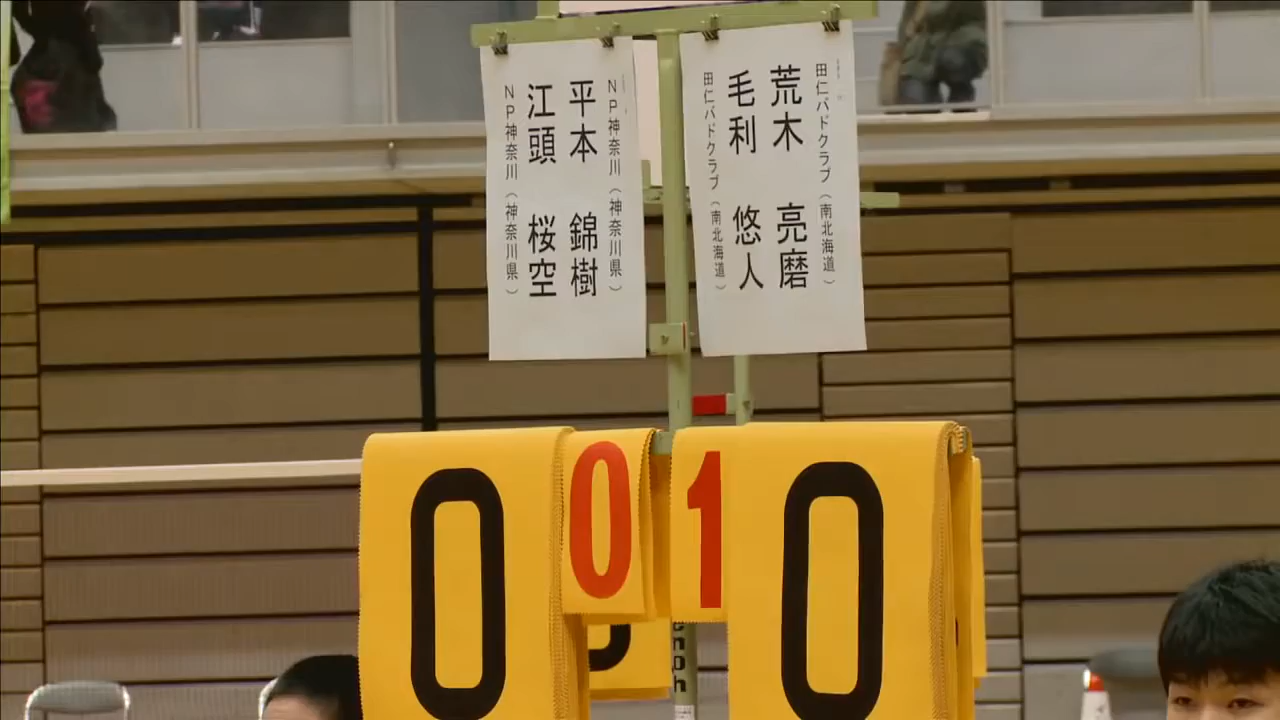 NP神奈川（神奈川県）
平本 錦樹
江頭 桜空
NP神奈川（神奈川県）
田仁バドクラブ（南北海道）
荒木 亮磨
毛利 悠人
田仁バドクラブ（南北海道）
0
0
1
0